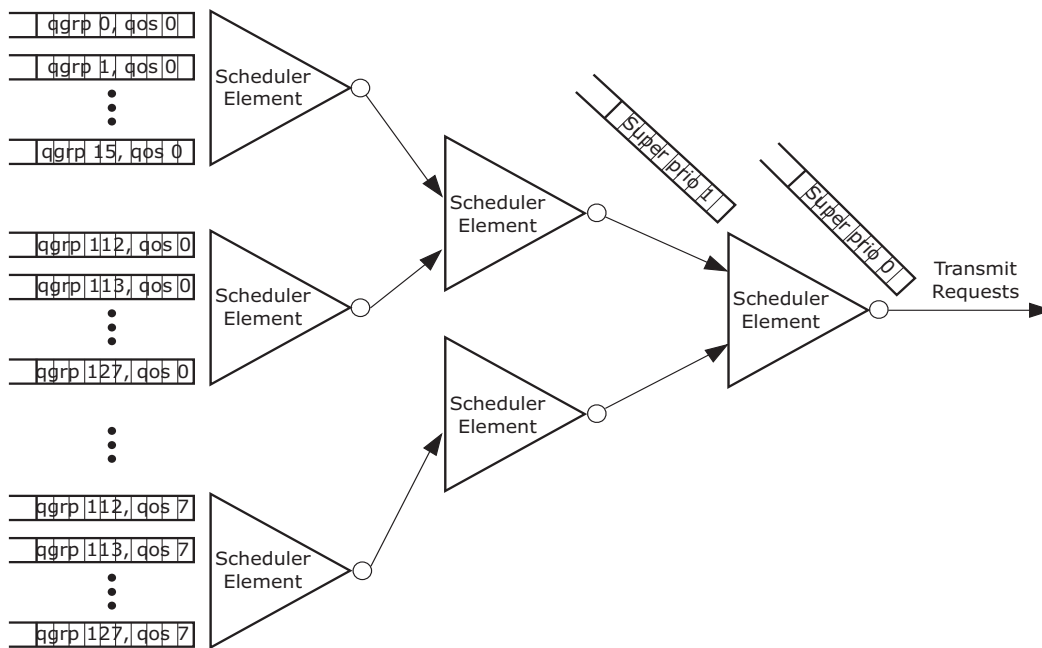 qgrp 0, qos 0
qgrp 1, qos 0
qgrp 15, qos 0
Scheduler
Element
qgrp 112, qos 0
qgrp 113, qos 0
qgrp 127, qos 0
Scheduler
Element
qgrp 112, qos 7
qgrp 113, qos 7
qgrp 127, qos 7
Scheduler
Element
Scheduler
Element
Scheduler
Element
Super prio 1
Super prio 0
Scheduler
Element
Transmit
Requests